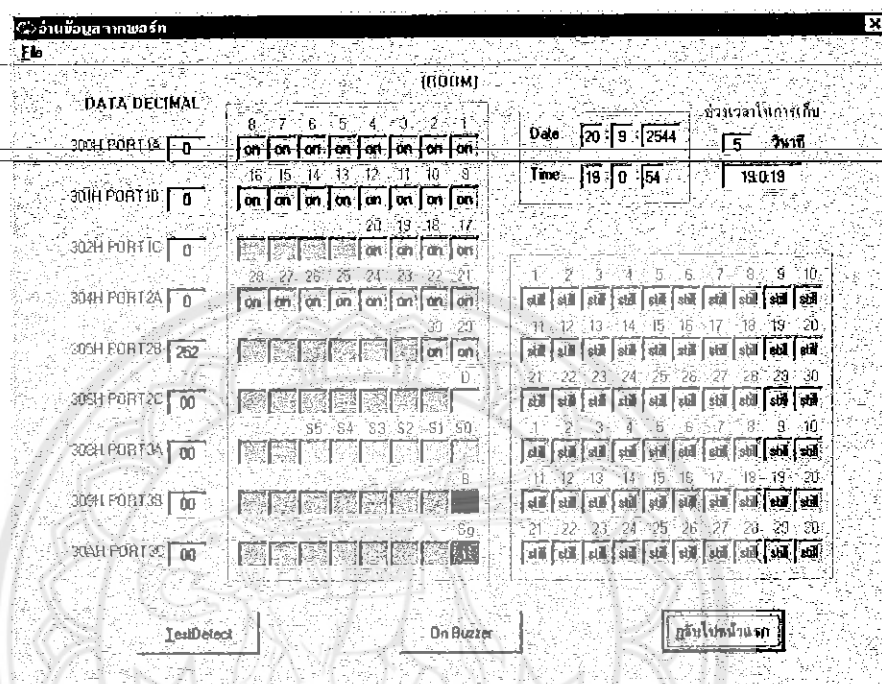 อ่านข้อมูลจากพอร์ท
File
(ROOM)
DATA DECIMAL
ช่วงเวลาในการเก็บ
8 7 6 5 4 3 2 1
Date 20 : 9 : 2544
5 วินาที
300H PORT1A 0 on on on on on on on on
16 15 14 13 12 11 10 9
Time 19 : 0 : 54
19:0:19
301H PORT1B 0 on on on on on on on on
20 19 18 17
302H PORT1C 0 on on on on
28 27 26 25 24 23 22 21
1 2 3 4 5 6 7 8 9 10
304H PORT2A 0 on on on on on on on on
still still still still still still still still still still
30 29
11 12 13 14 15 16 17 18 19 20
305H PORT2B 252 on on
still still still still still still still still still still
D
21 22 23 24 25 26 27 28 29 30
306H PORT2C 00
still still still still still still still still still still
S5 S4 S3 S2 S1 S0
1 2 3 4 5 6 7 8 9 10
308H PORT3A 00
still still still still still still still still still still
B
11 12 13 14 15 16 17 18 19 20
309H PORT3B 00
still still still still still still still still still still
Sg
21 22 23 24 25 26 27 28 29 30
30AH PORT3C 00
still still still still still still still still still still
TestDetect
On Buzzer
กลับไปหน้าแรก